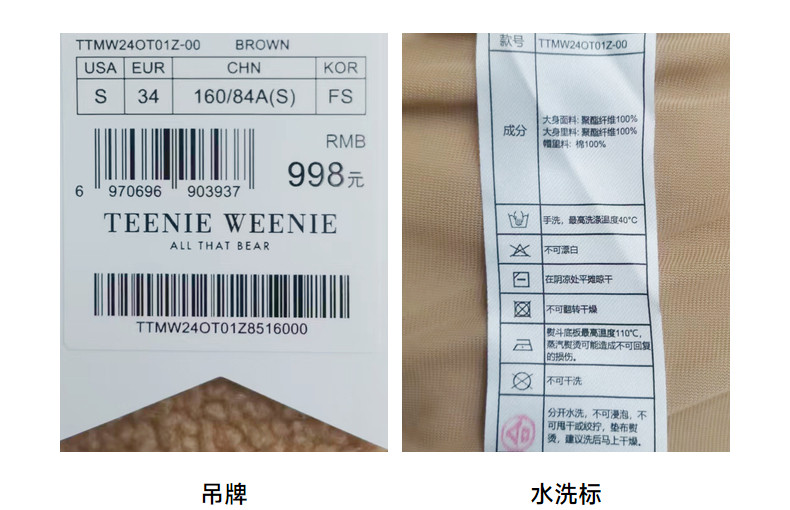 TTMW24OT01Z-00 BROWN
USA EUR CHN KOR
S 34 160/84A(S) FS
RMB
998元
6 970696 903937
TEENIE WEENIE
ALL THAT BEAR
TTMW24OT01Z8516000
吊牌
款号 TTMW24OT01Z-00
成分
大身面料: 聚酯纤维100%
大身里料: 聚酯纤维100%
帽里料: 棉100%
手洗，最高洗涤温度40°C
不可漂白
在阴凉处平摊晾干
不可翻转干燥
熨斗底板最高温度110℃，
蒸汽熨烫可能造成不可回复
的损伤。
不可干洗
分开水洗，不可浸泡，不
可甩干或绞拧，垫布熨
烫，建议洗后马上干燥。
水洗标